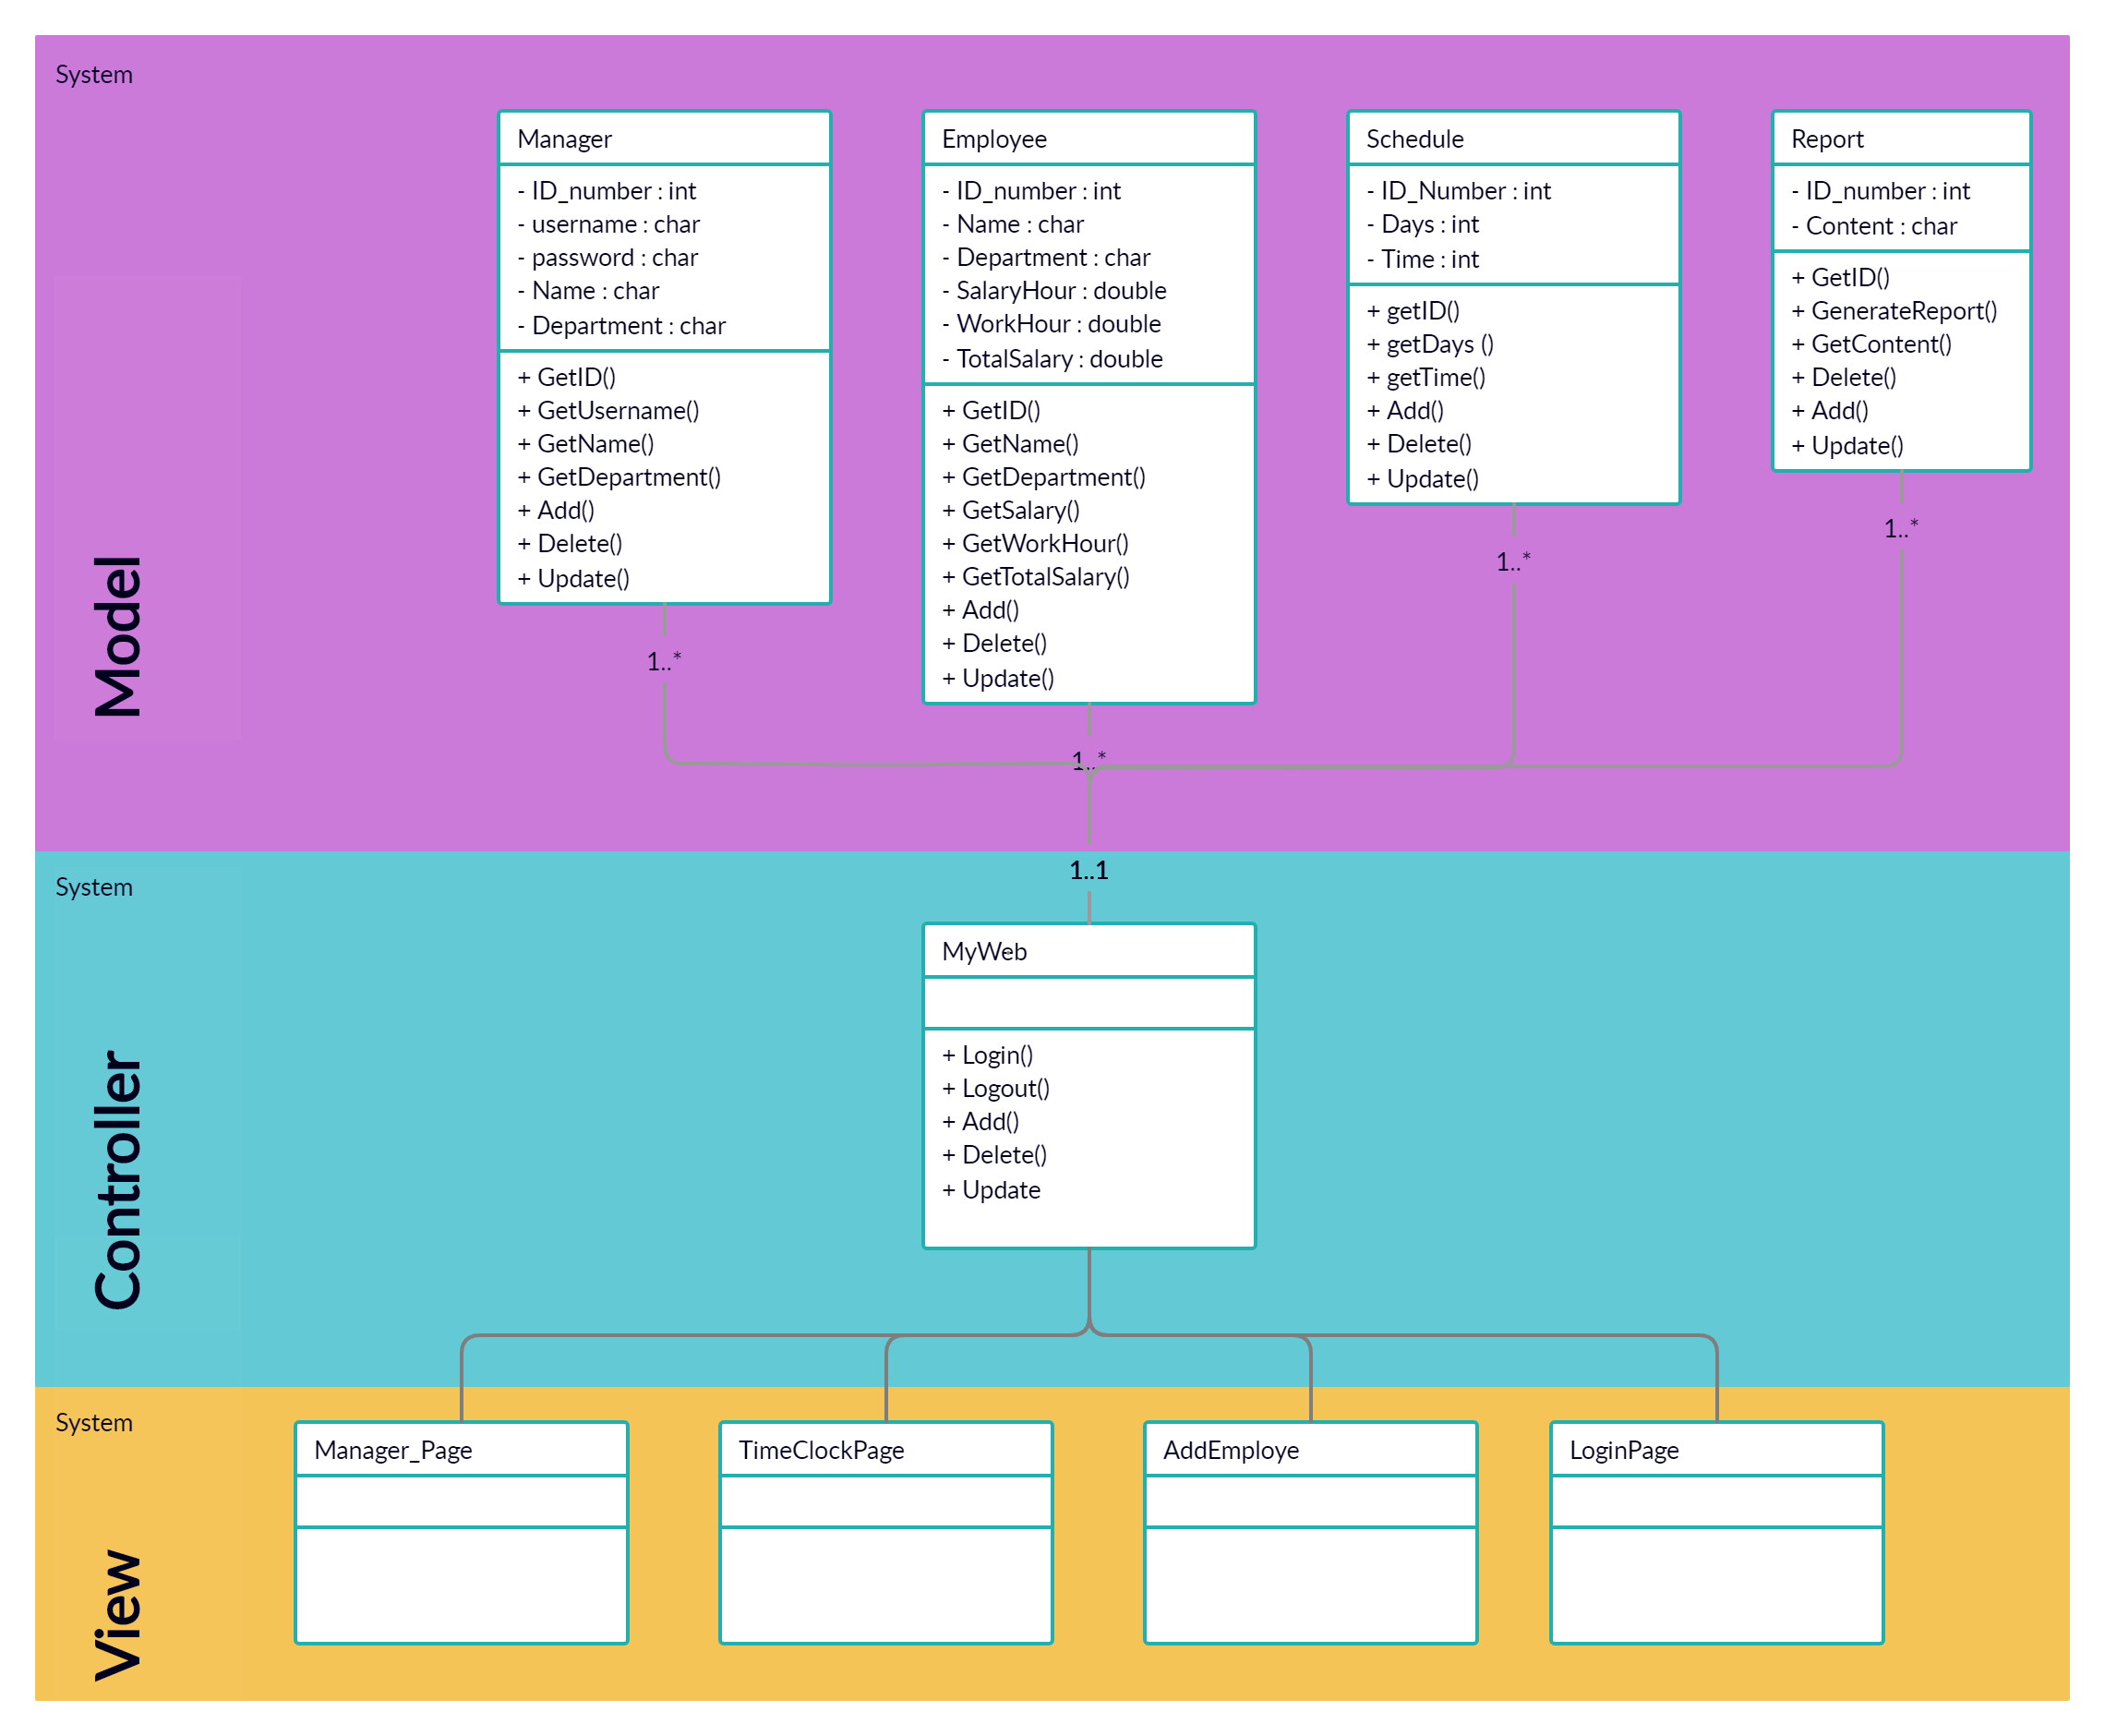 System
Model
Manager
- ID_number : int
- username : char
- password : char
- Name : char
- Department : char
+ GetID()
+ GetUsername()
+ GetName()
+ GetDepartment()
+ Add()
+ Delete()
+ Update()
1..*
Employee
- ID_number : int
- Name : char
- Department : char
- SalaryHour : double
- WorkHour : double
- TotalSalary : double
+ GetID()
+ GetName()
+ GetDepartment()
+ GetSalary()
+ GetWorkHour()
+ GetTotalSalary()
+ Add()
+ Delete()
+ Update()
1..*
Schedule
- ID_Number : int
- Days : int
- Time : int
+ getID()
+ getDays ()
+ getTime()
+ Add()
+ Delete()
+ Update()
1..*
Report
- ID_number : int
- Content : char
+ GetID()
+ GenerateReport()
+ GetContent()
+ Delete()
+ Add()
+ Update()
1..*
System
Controller
1..1
MyWeb
+ Login()
+ Logout()
+ Add()
+ Delete()
+ Update
System
View
Manager_Page
TimeClockPage
AddEmploye
LoginPage